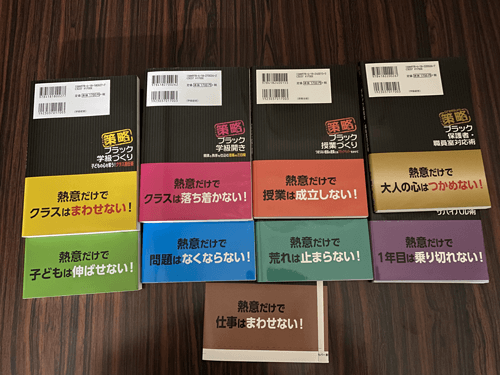 策略
ブラック
学級づくり
熱意だけで
クラスはまわせない!
策略
ブラック
学級開き
熱意だけで
クラスは落ち着かない!
策略
ブラック
授業づくり
熱意だけで
授業は成立しない!
策略
ブラック
保護者・
職員室対応術
熱意だけで
大人の心はつかめない!
熱意だけで
子どもは伸ばせない!
熱意だけで
問題はなくならない!
熱意だけで
荒れは止まらない!
サバイバル術
熱意だけで
1年目は乗り切れない!
熱意だけで
仕事はまわせない!